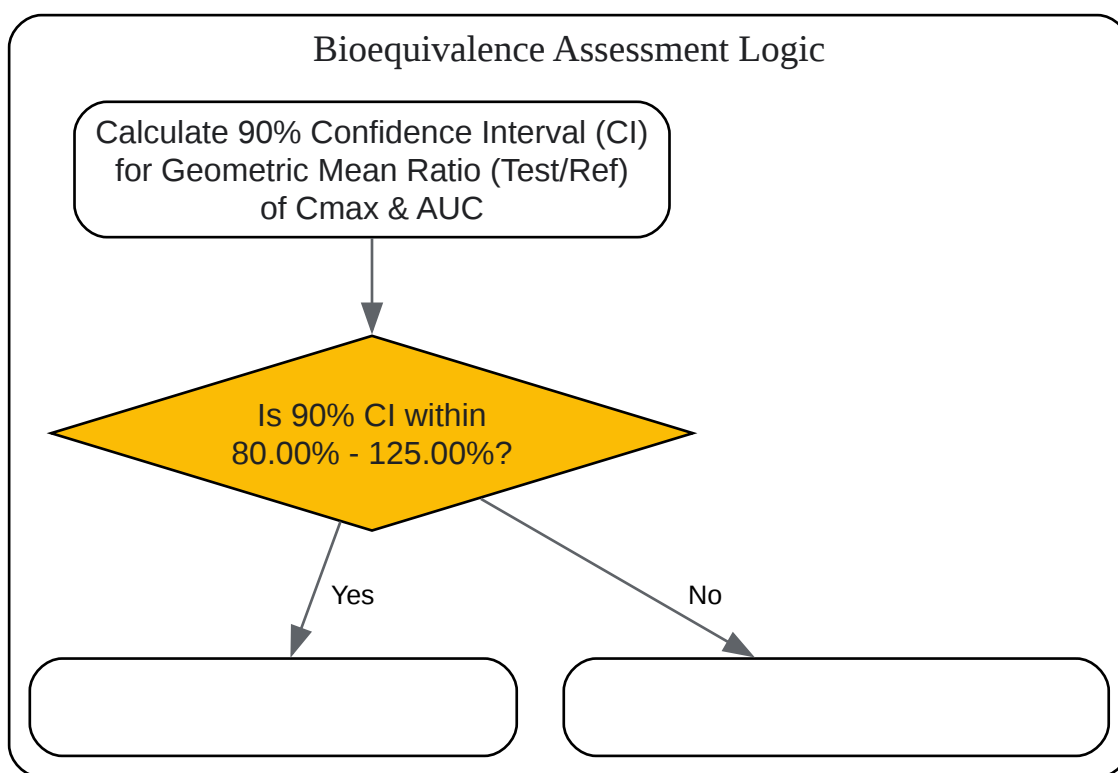 Bioequivalence Assessment Logic
Calculate 90% Confidence Interval (CI)
for Geometric Mean Ratio (Test/Ref)
of Cmax & AUC
Is 90% CI within
80.00% - 125.00%?
Yes
No